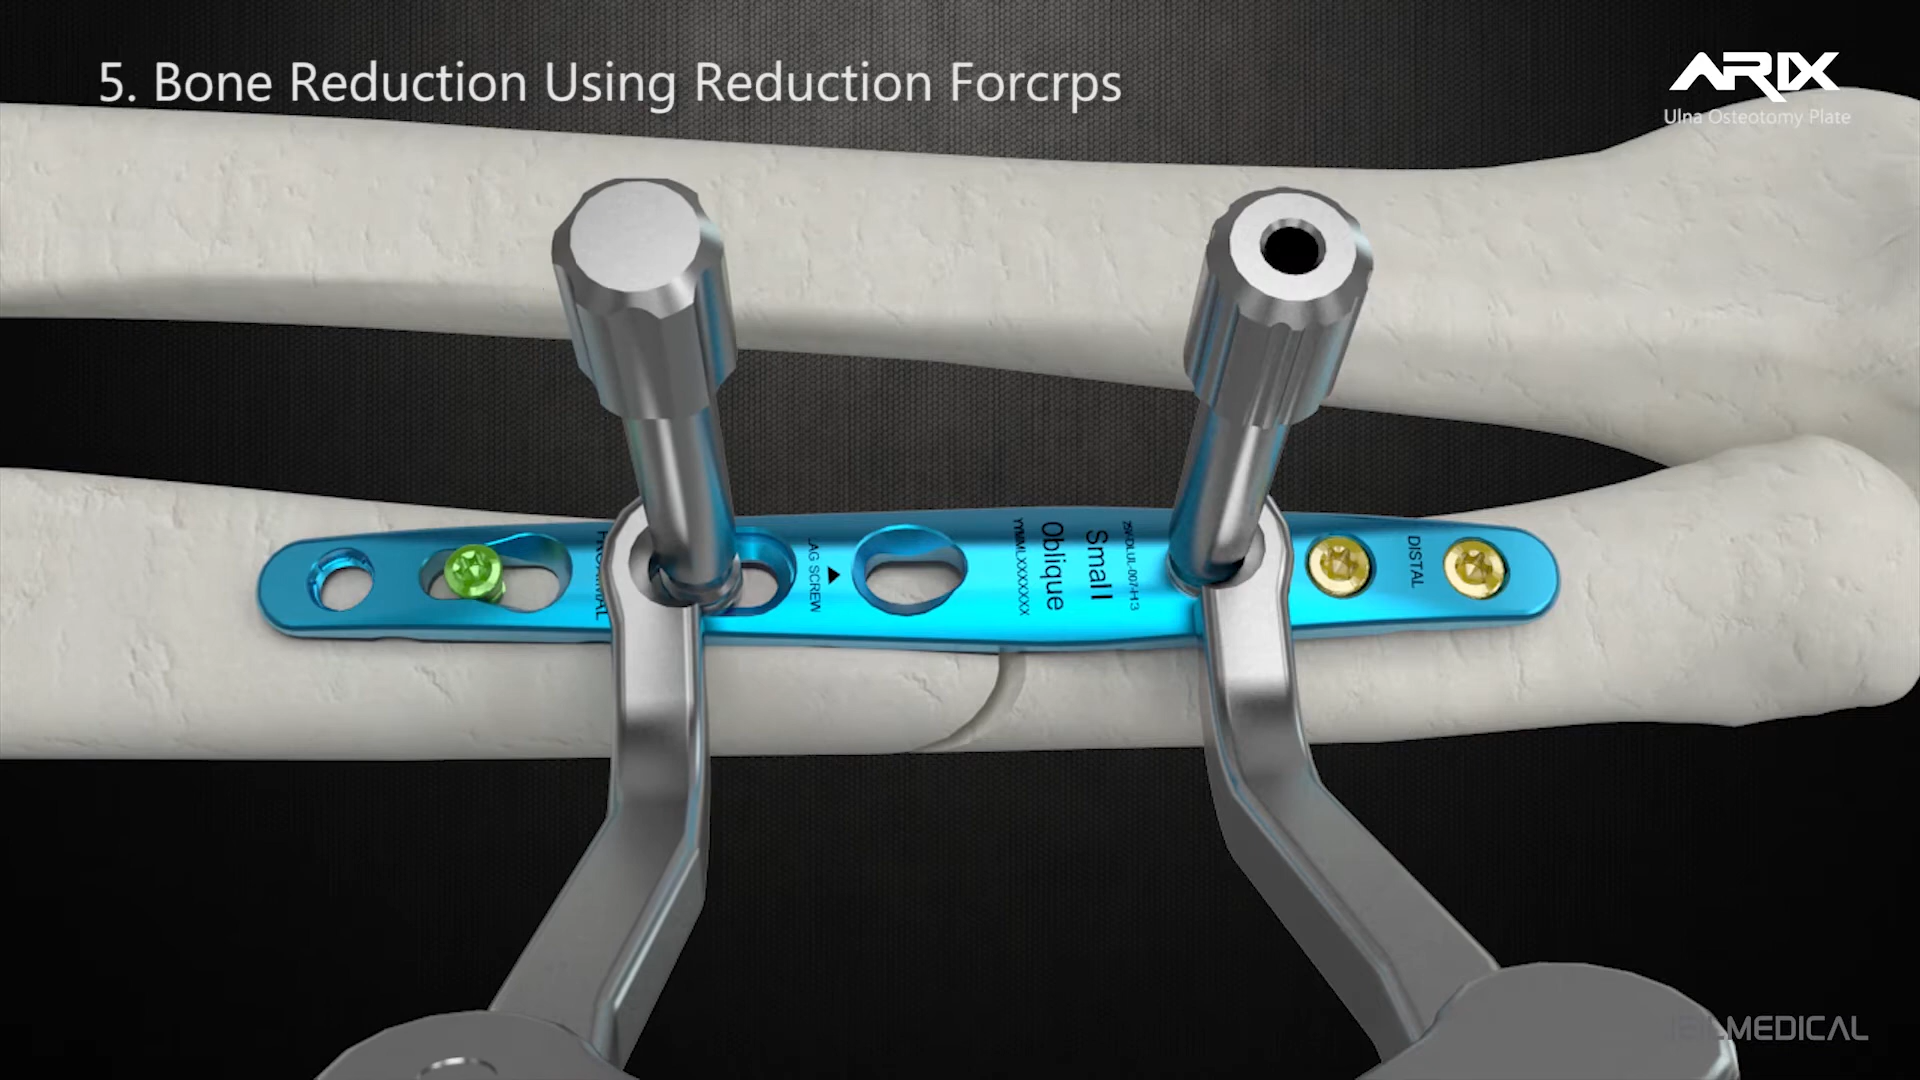 5. Bone Reduction Using Reduction Forcrps
ARIX
Ulna Osteotomy Plate
LAG SCREW
Oblique
Small
DISTAL
MEDICAL